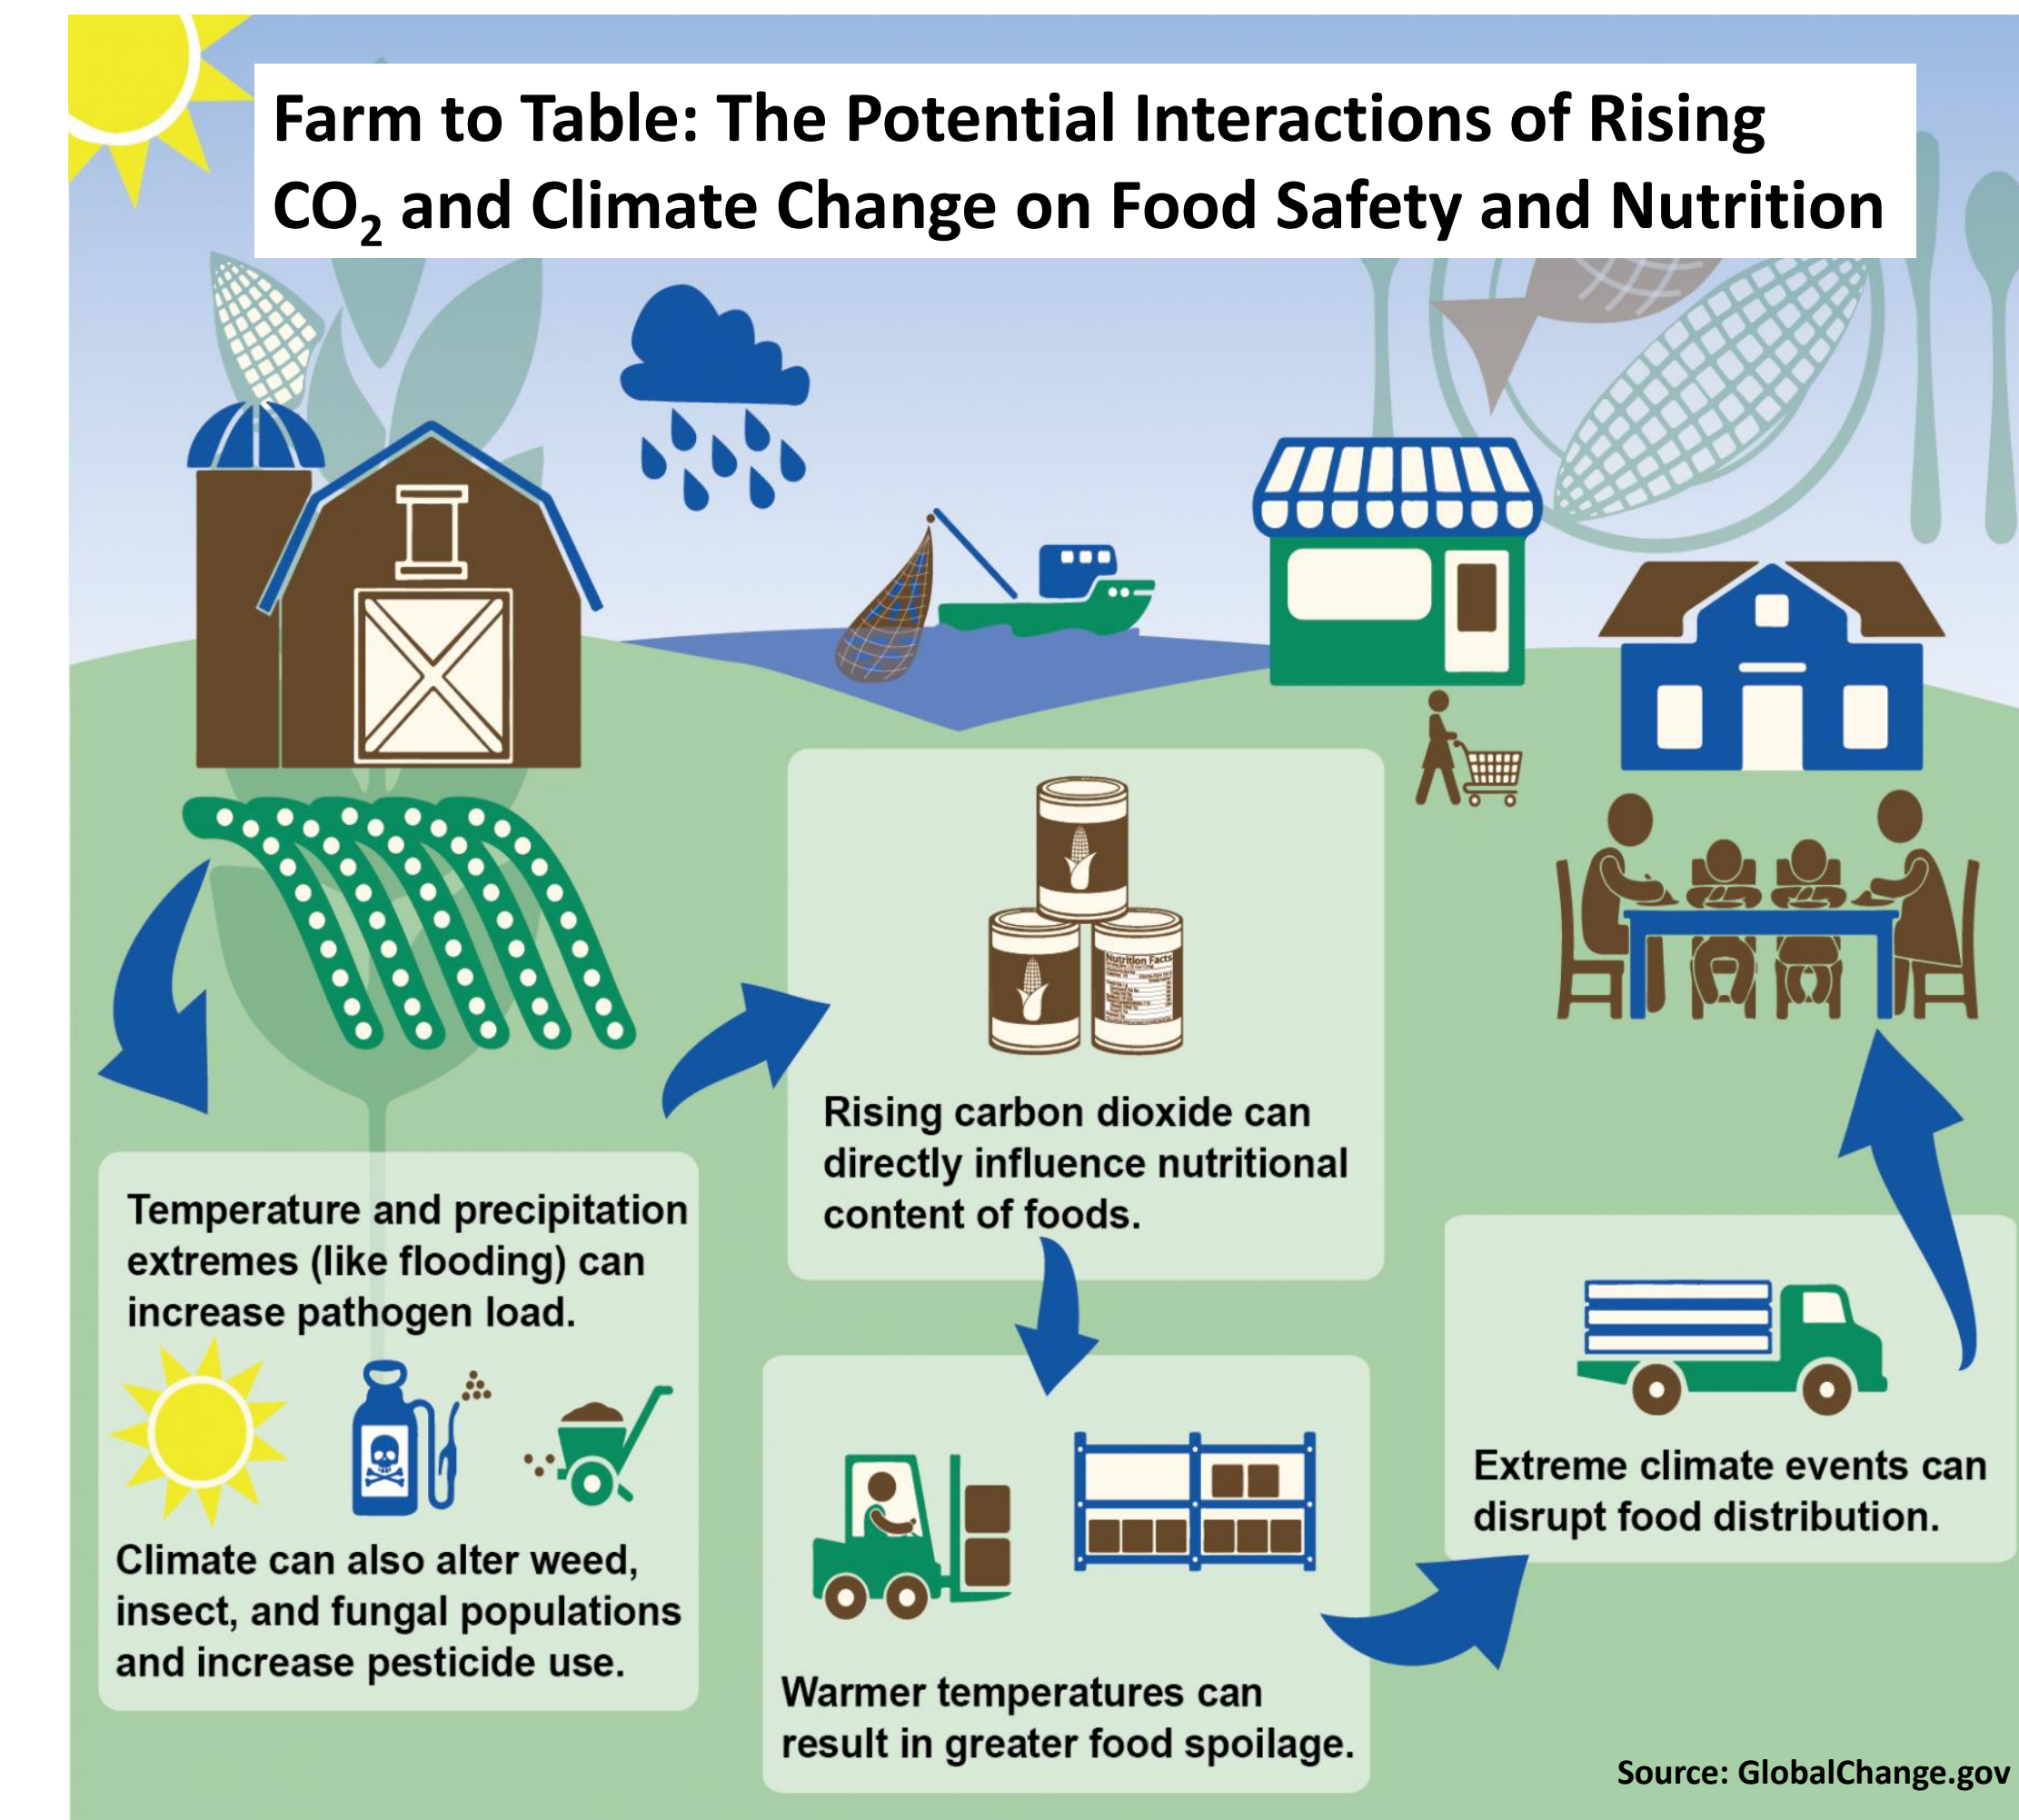 Farm to Table: The Potential Interactions of Rising
CO₂ and Climate Change on Food Safety and Nutrition
Nutrition Facts
Rising carbon dioxide can
directly influence nutritional
content of foods.
Temperature and precipitation
extremes (like flooding) can
increase pathogen load.
Climate can also alter weed,
insect, and fungal populations
and increase pesticide use.
Warmer temperatures can
result in greater food spoilage.
Extreme climate events can
disrupt food distribution.
Source: GlobalChange.gov